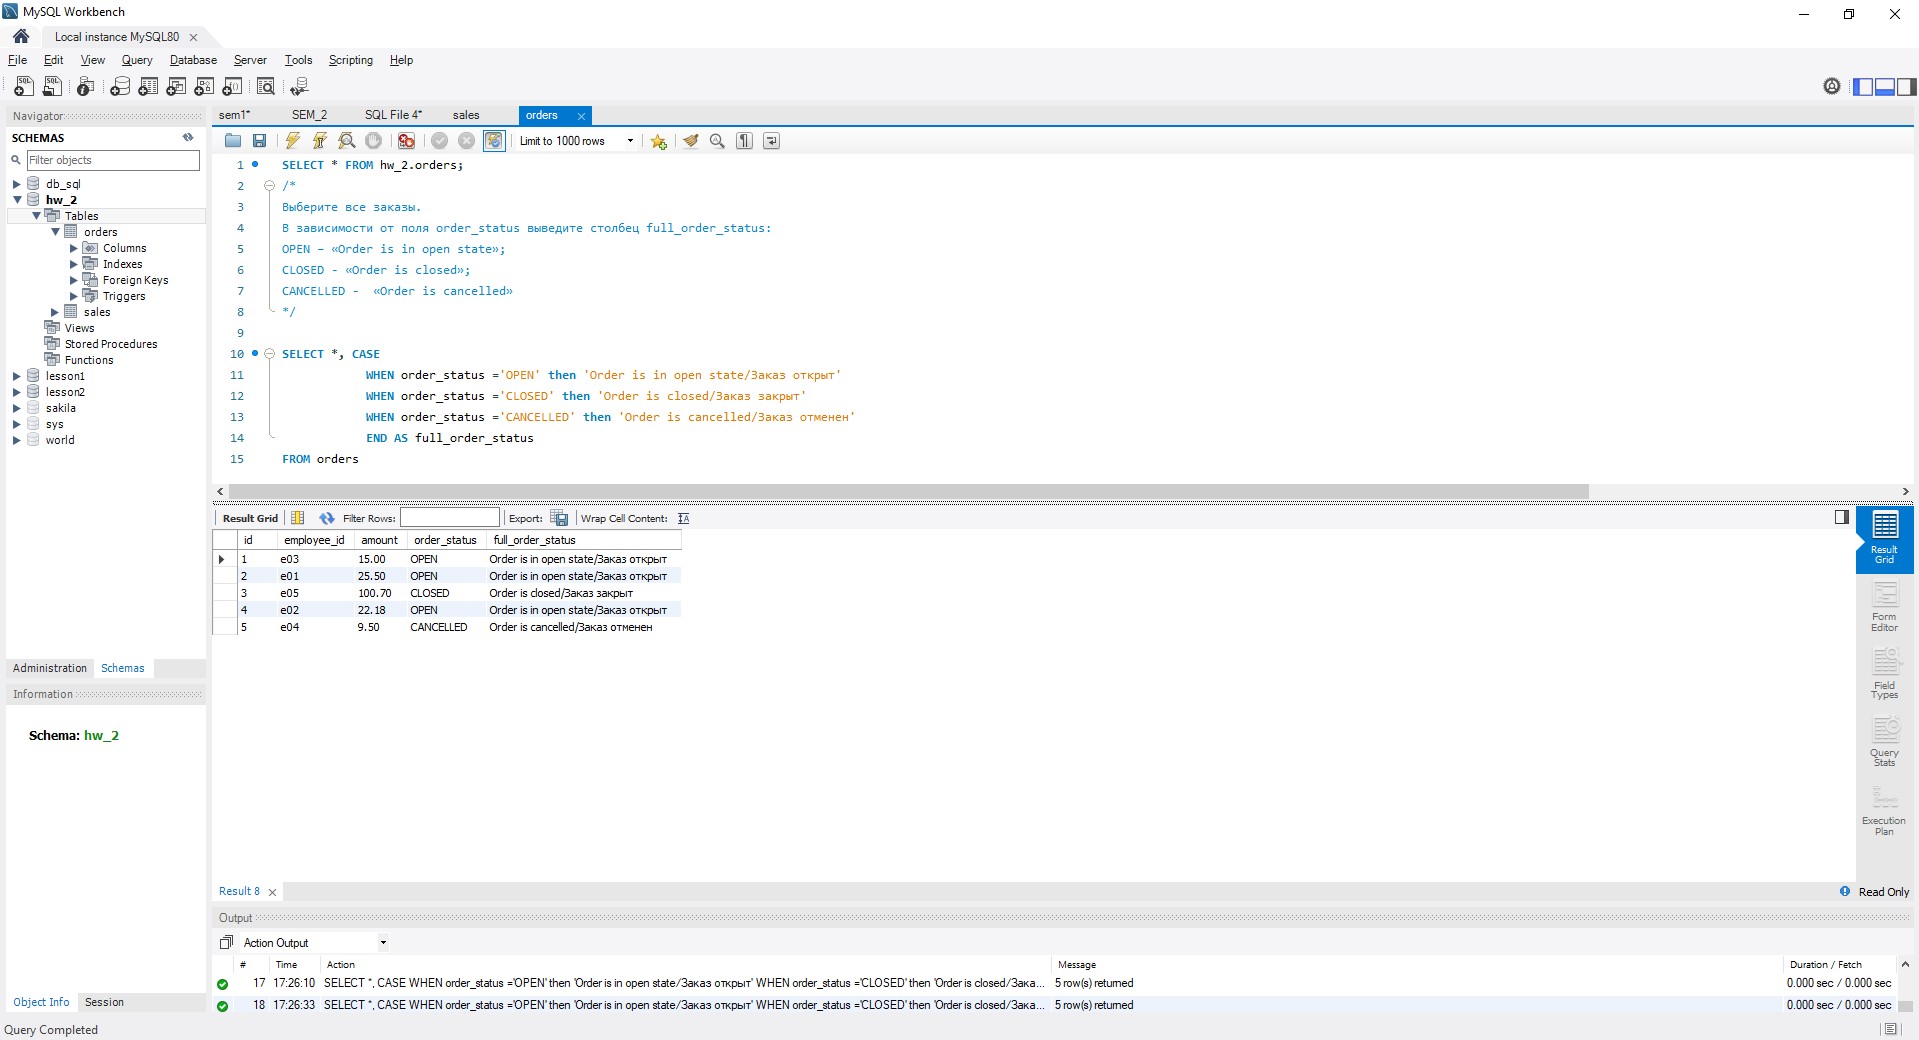 MySQL Workbench
Local instance MySQL80
File Edit View Query Database Server Tools Scripting Help
Navigator
SCHEMAS
Filter objects
db_sql
hw_2
Tables
orders
Columns
Indexes
Foreign Keys
Triggers
sales
Views
Stored Procedures
Functions
lesson1
lesson2
sakila
sys
world
Administration Schemas
Information
Schema: hw_2
Object Info Session
sem1* SEM_2 SQL File 4* sales orders
Limit to 1000 rows
1 SELECT * FROM hw_2.orders;
2 /*
3 Выберите все заказы.
4 В зависимости от поля order_status выведите столбец full_order_status:
5 OPEN – «Order is in open state»;
6 CLOSED - «Order is closed»;
7 CANCELLED -  «Order is cancelled»
8 */
9
10 SELECT *, CASE
11 WHEN order_status ='OPEN' then 'Order is in open state/Заказ открыт'
12 WHEN order_status ='CLOSED' then 'Order is closed/Заказ закрыт'
13 WHEN order_status ='CANCELLED' then 'Order is cancelled/Заказ отменен'
14 END AS full_order_status
15 FROM orders
Result Grid Filter Rows: Export: Wrap Cell Content:
id employee_id amount order_status full_order_status
1 e03 15.00 OPEN Order is in open state/Заказ открыт
2 e01 25.50 OPEN Order is in open state/Заказ открыт
3 e05 100.70 CLOSED Order is closed/Заказ закрыт
4 e02 22.18 OPEN Order is in open state/Заказ открыт
5 e04 9.50 CANCELLED Order is cancelled/Заказ отменен
Result Grid
Form Editor
Field Types
Query Stats
Execution Plan
Result 8 Read Only
Output
Action Output
# Time Action Message Duration / Fetch
17 17:26:10 SELECT *, CASE WHEN order_status ='OPEN' then 'Order is in open state/Заказ открыт' WHEN order_status ='CLOSED' then 'Order is closed/Зака... 5 row(s) returned 0.000 sec / 0.000 sec
18 17:26:33 SELECT *, CASE WHEN order_status ='OPEN' then 'Order is in open state/Заказ открыт' WHEN order_status ='CLOSED' then 'Order is closed/Зака... 5 row(s) returned 0.000 sec / 0.000 sec
Query Completed